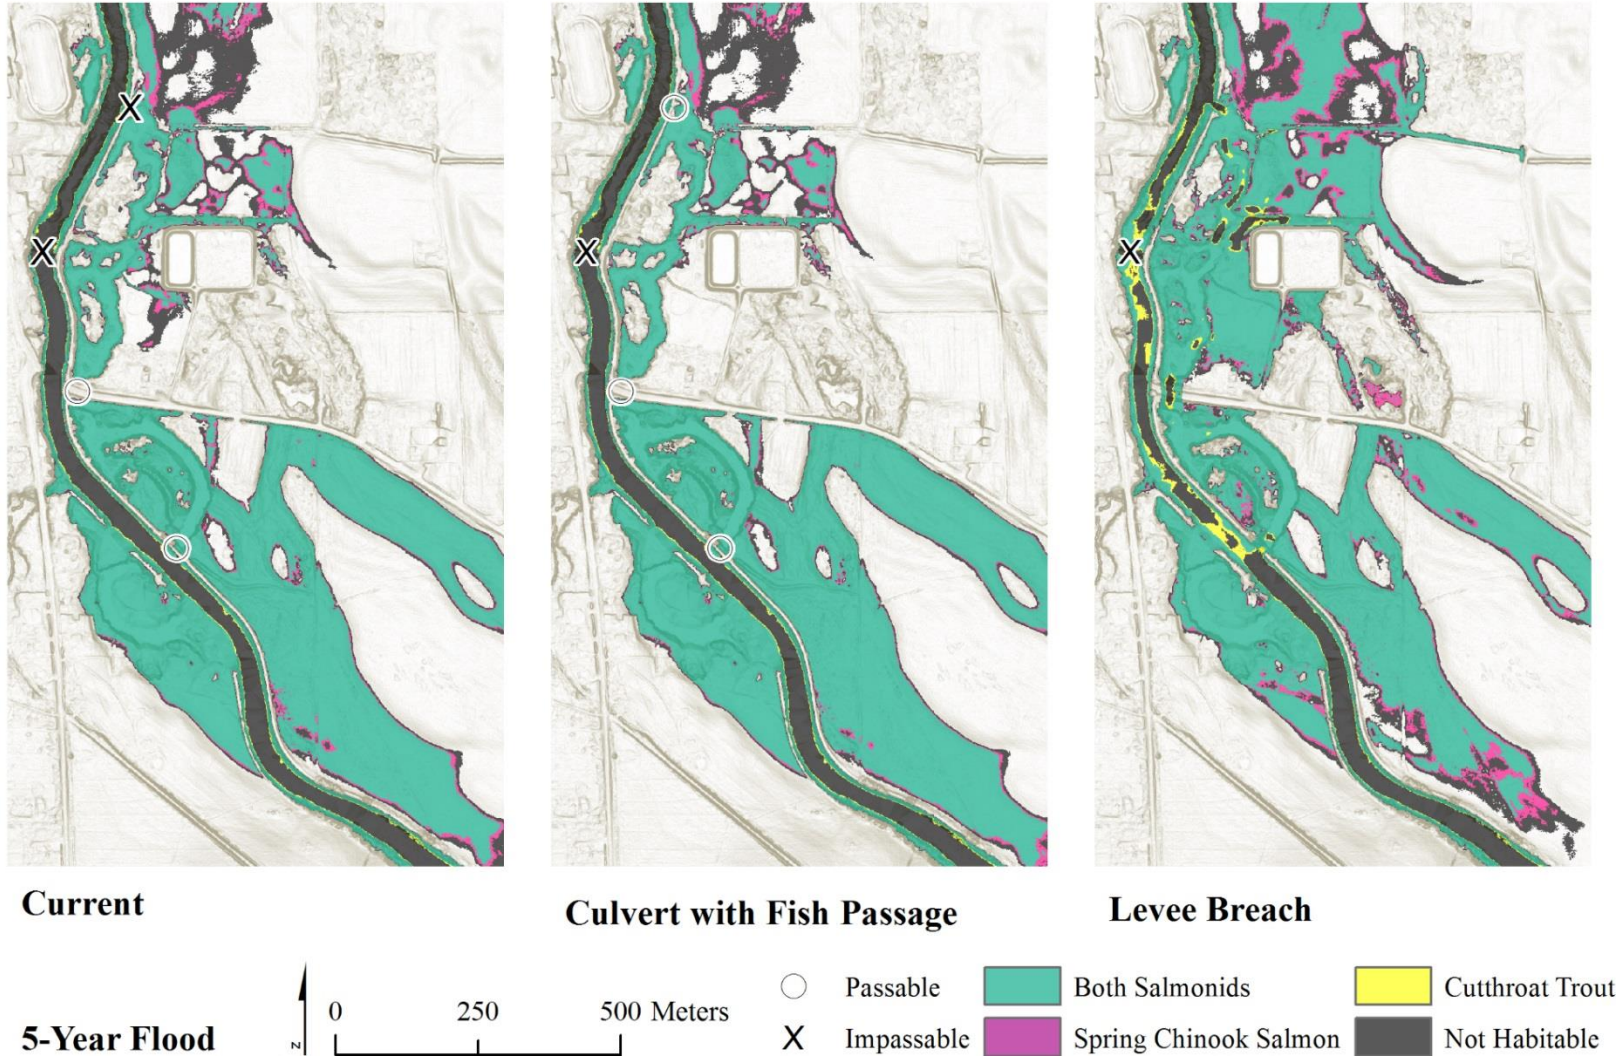 X
X
X
X
Current
Culvert with Fish Passage
Levee Breach
5-Year Flood
N
0 250 500 Meters
Passable
Both Salmonids
Cutthroat Trout
X Impassable
Spring Chinook Salmon
Not Habitable